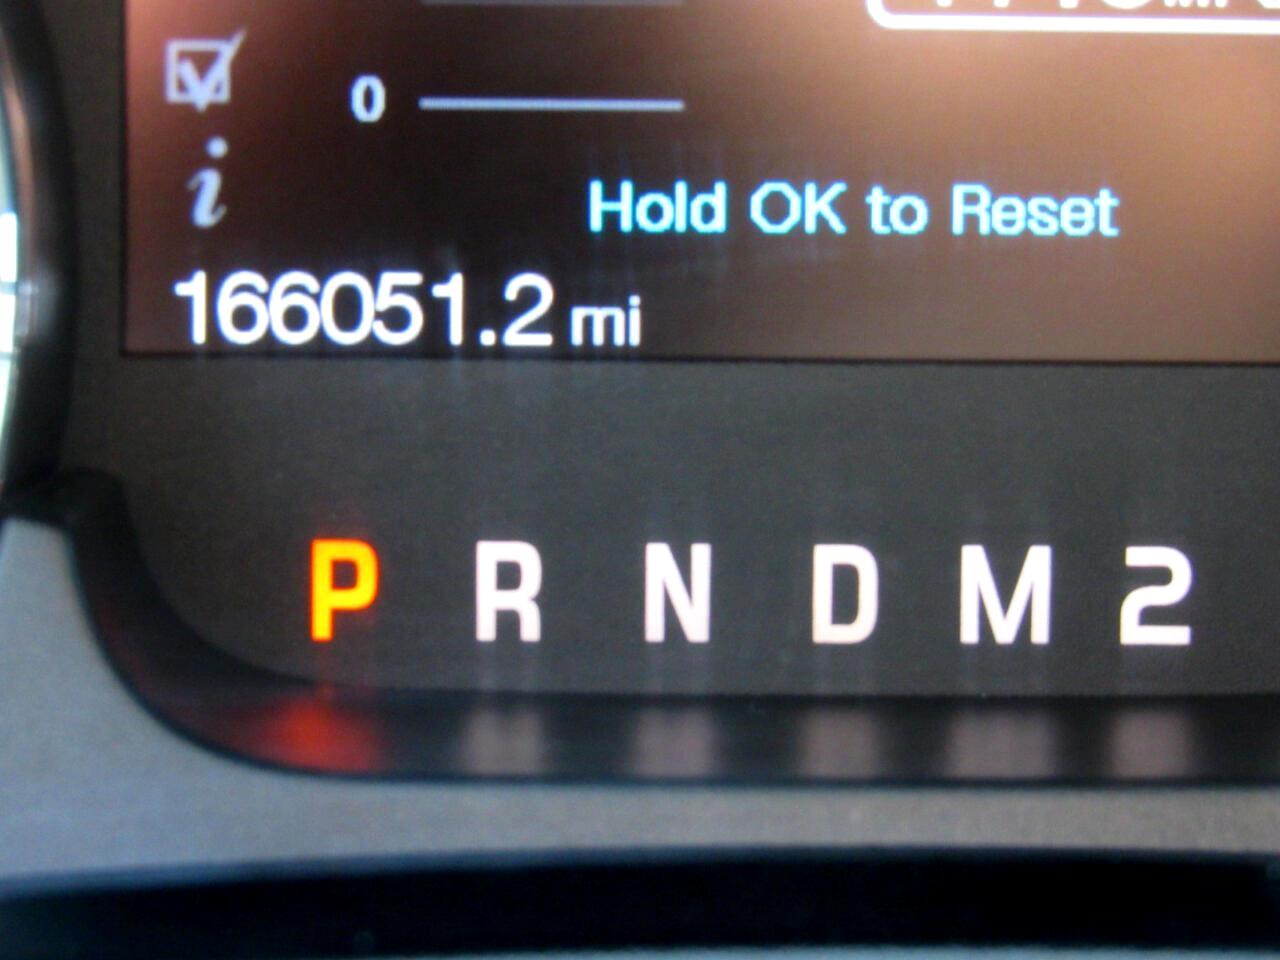 0
i
Hold OK to Reset
166051.2 mi
P R N D M 2